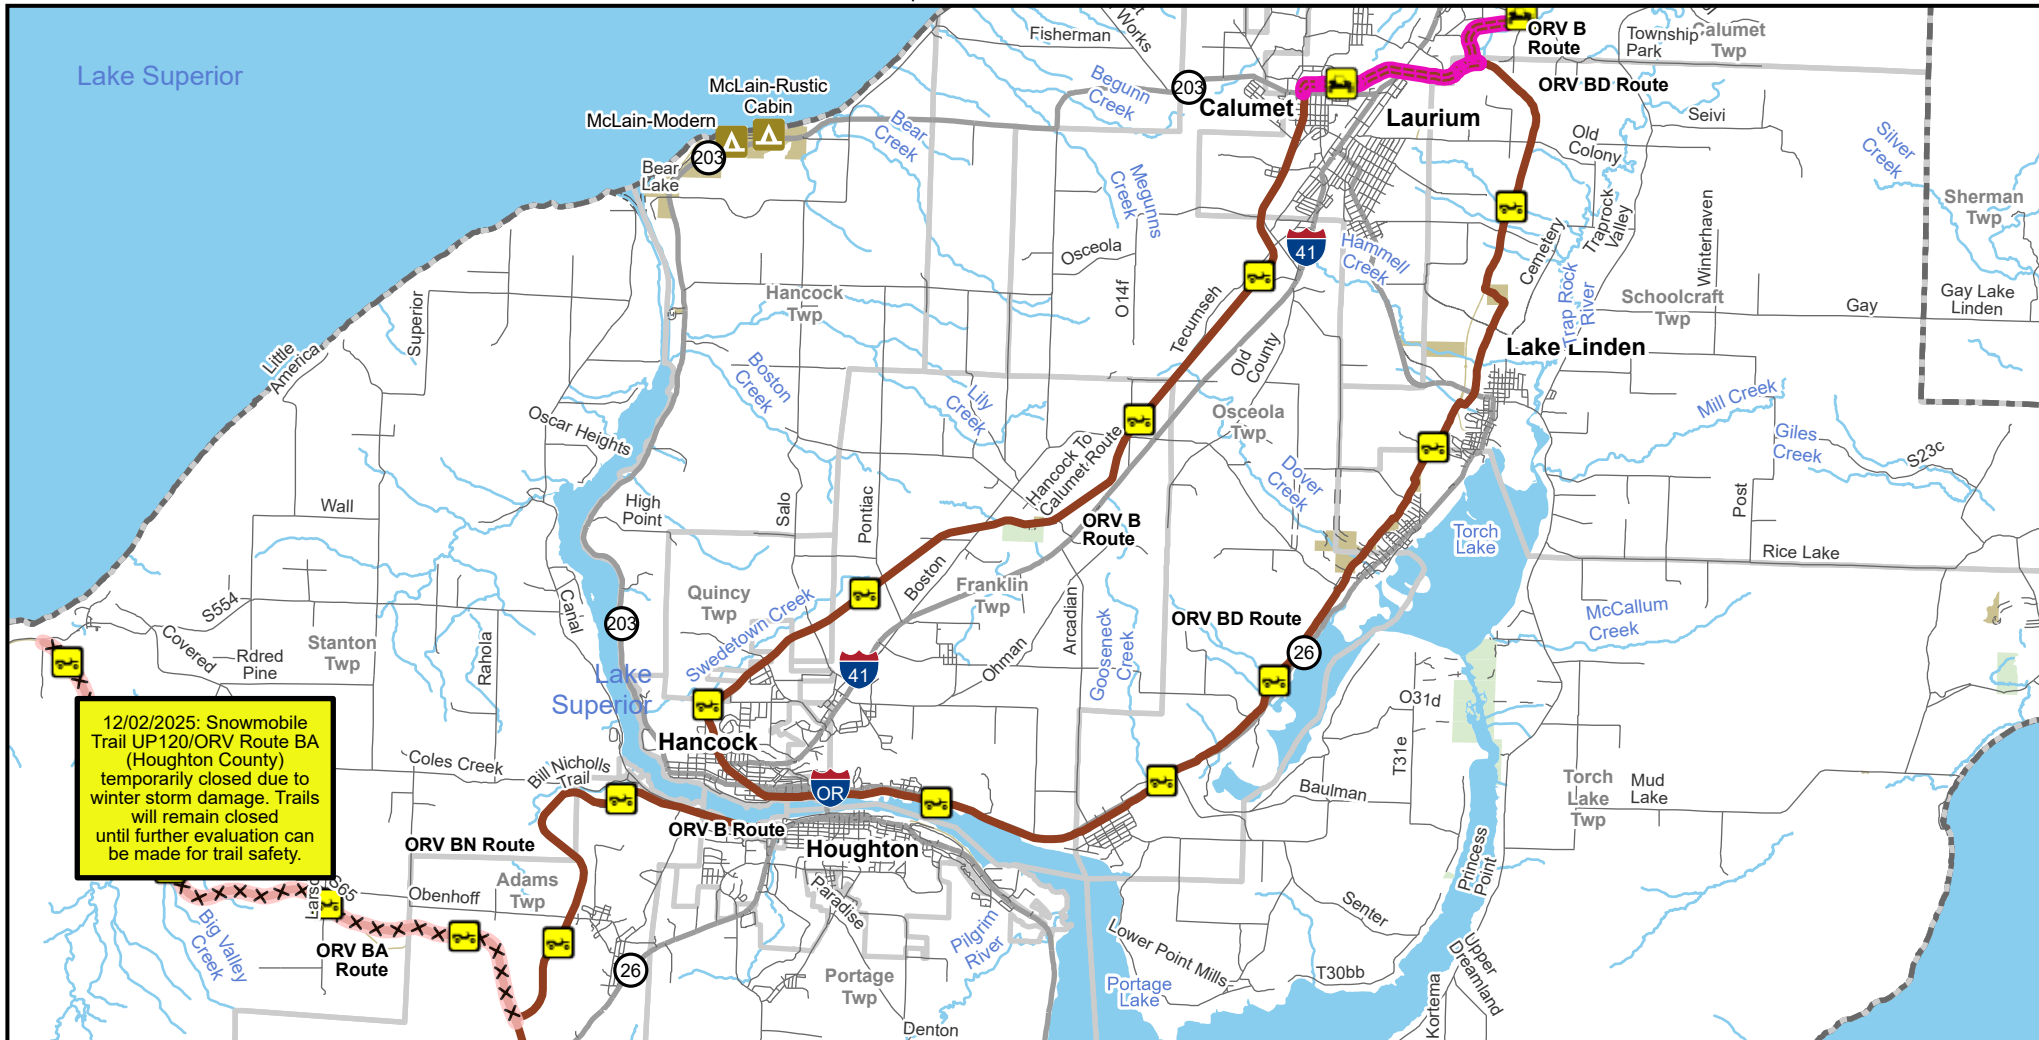 Lake Superior
McLain-Rustic
Cabin
McLain-Modern
203
Bear
Lake
Fisherman
Works
Begunn
Creek
203
Calumet
Laurium
ORV B
Route
Township
Park
Calumet
Twp
ORV BD Route
Seivi
Old
Colony
Silver
Creek
Sherman
Twp
Bear
Creek
Megunns
Creek
Osceola
O14f
41
Hammell
Creek
Cemetery
Traprock
Valley
Winterhaven
Trap Rock
River
Schoolcraft
Twp
Gay
Gay Lake
Linden
Hancock
Twp
Superior
Little
America
Tecumseh
Old
County
Lake Linden
Boston
Creek
Lily
Creek
Oscar Heights
Osceola
Twp
Mill Creek
Giles
Creek
S23c
Hancock To
Calumet Route
Dover
Creek
Wall
High
Point
Salo
Pontiac
ORV B
Route
Torch
Lake
Post
Rice Lake
Boston
Franklin
Twp
Quincy
Twp
Swedetown Creek
Canal
S554
Covered
Rdred
Pine
Stanton
Twp
Rahola
203
Arcadian
Gooseneck
Creek
ORV BD Route
26
McCallum
Creek
Ohman
41
Lake
Superior
O31d
T31e
Hancock
12/02/2025: Snowmobile
Trail UP120/ORV Route BA
(Houghton County)
temporarily closed due to
winter storm damage. Trails
will remain closed
until further evaluation can
be made for trail safety.
Coles Creek
Bill Nicholls
Trail
OR
Baulman
Torch
Lake
Twp
Mud
Lake
ORV B Route
Houghton
ORV BN Route
Princess
Point
Adams
Twp
Obenhoff
S65
Paradise
Senter
Big Valley
Creek
ORV BA
Route
Pilgrim
River
26
Portage
Twp
Lower Point Mills
Portage
Lake
T30bb
Upper
Dreamland
Kortema
Denton